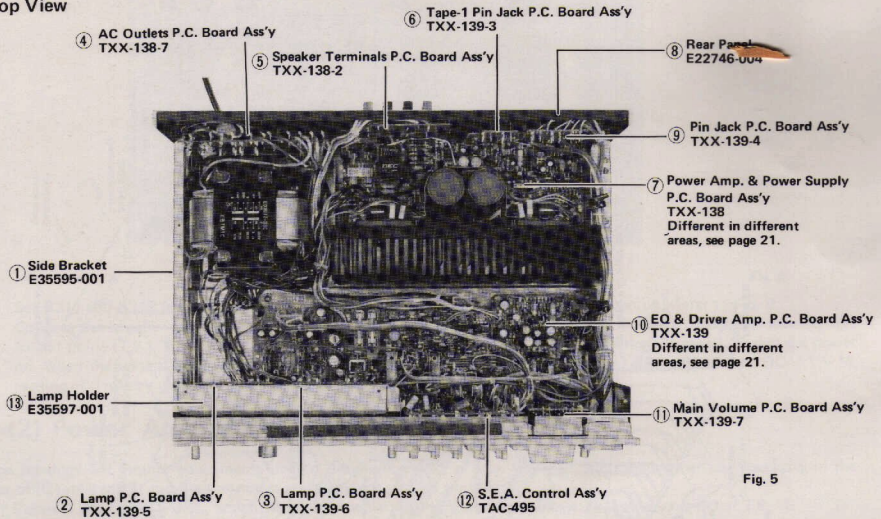 op View
④ AC Outlets P.C. Board Ass'y
TXX-138-7
⑤ Speaker Terminals P.C. Board Ass'y
TXX-138-2
⑥ Tape-1 Pin Jack P.C. Board Ass'y
TXX-139-3
⑧ Rear Panel
E22746-004
⑨ Pin Jack P.C. Board Ass'y
TXX-139-4
⑦ Power Amp. & Power Supply
P.C. Board Ass'y
TXX-138
Different in different
areas, see page 21.
① Side Bracket
E35595-001
⑩ EQ & Driver Amp. P.C. Board Ass'y
TXX-139
Different in different
areas, see page 21.
⑬ Lamp Holder
E35597-001
⑪ Main Volume P.C. Board Ass'y
TXX-139-7
② Lamp P.C. Board Ass'y
TXX-139-5
③ Lamp P.C. Board Ass'y
TXX-139-6
⑫ S.E.A. Control Ass'y
TAC-495
Fig. 5